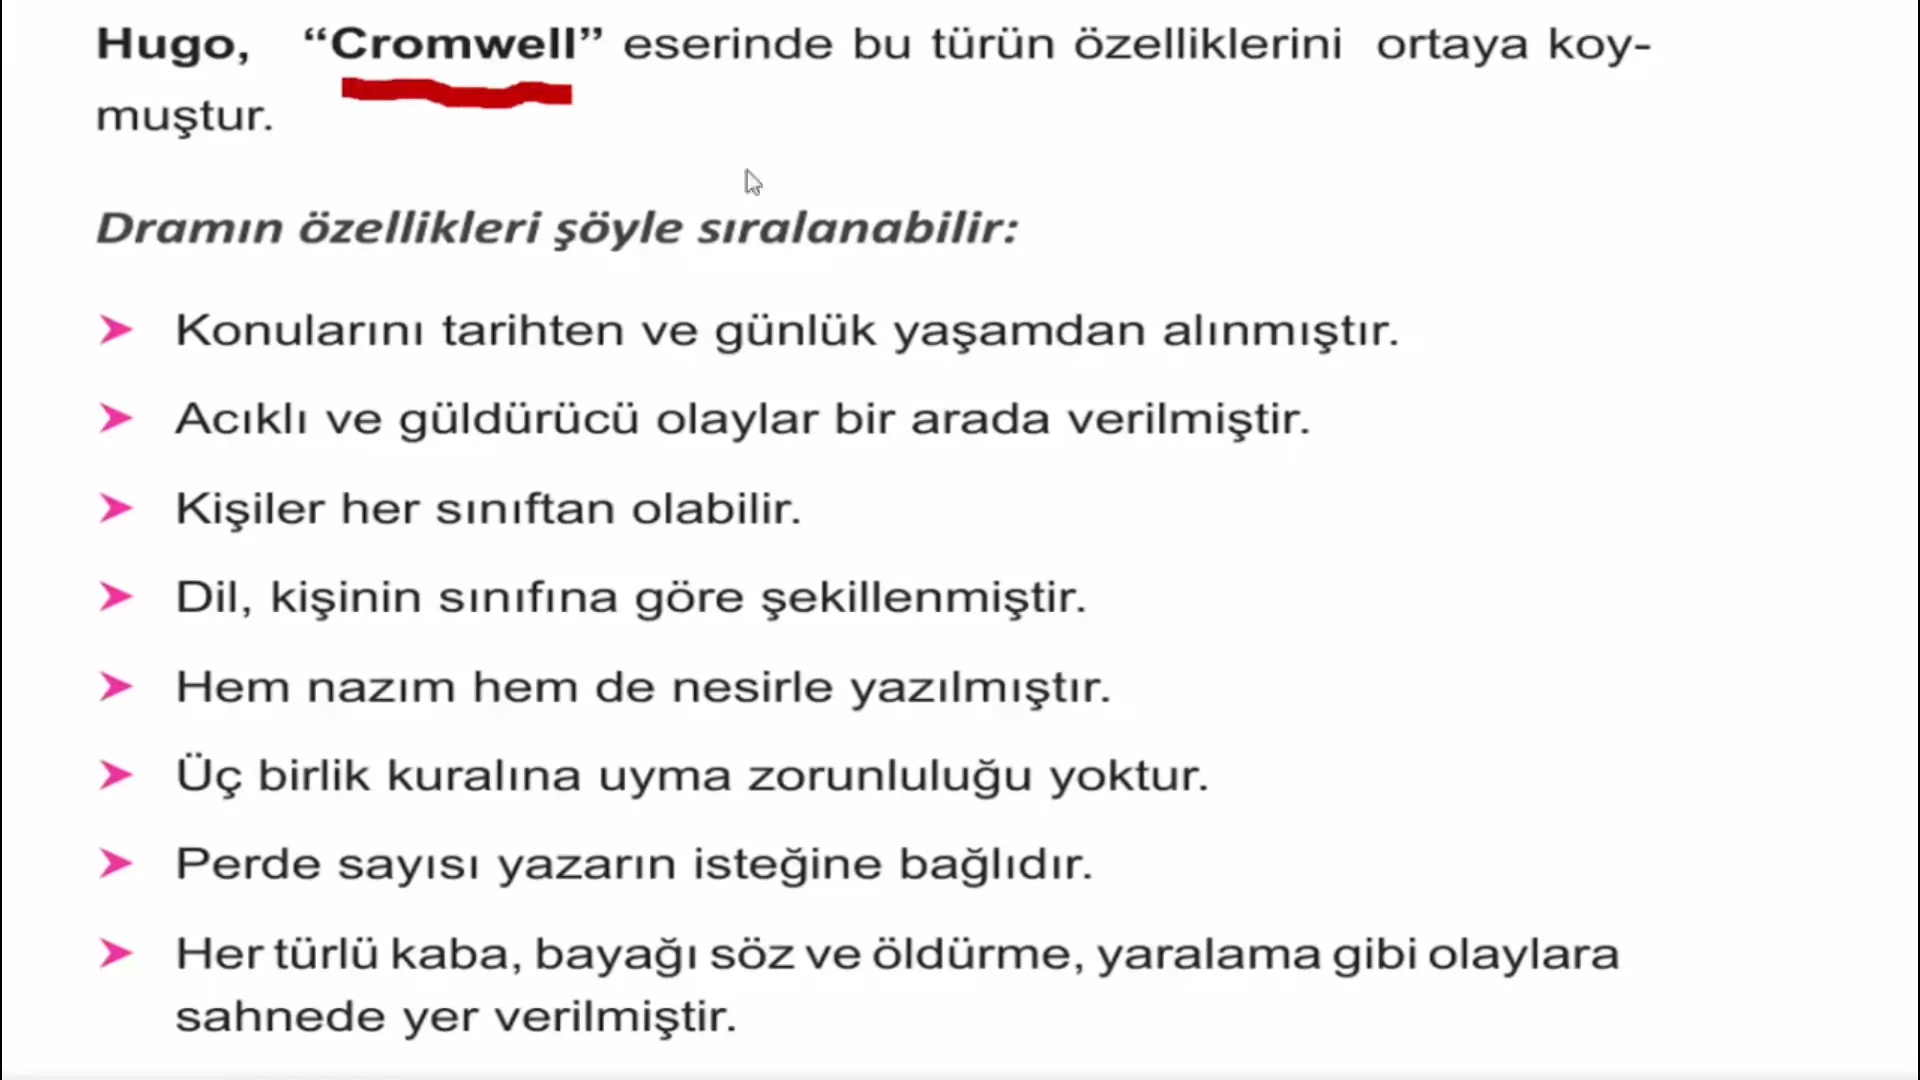 Hugo, “Cromwell” eserinde bu türün özelliklerini ortaya koy-
muştur.
Dramın özellikleri şöyle sıralanabilir:
➤ Konularını tarihten ve günlük yaşamdan alınmıştır.
➤ Acıklı ve güldürücü olaylar bir arada verilmiştir.
➤ Kişiler her sınıftan olabilir.
➤ Dil, kişinin sınıfına göre şekillenmiştir.
➤ Hem nazım hem de nesirle yazılmıştır.
➤ Üç birlik kuralına uyma zorunluluğu yoktur.
➤ Perde sayısı yazarın isteğine bağlıdır.
➤ Her türlü kaba, bayağı söz ve öldürme, yaralama gibi olaylara
sahnede yer verilmiştir.